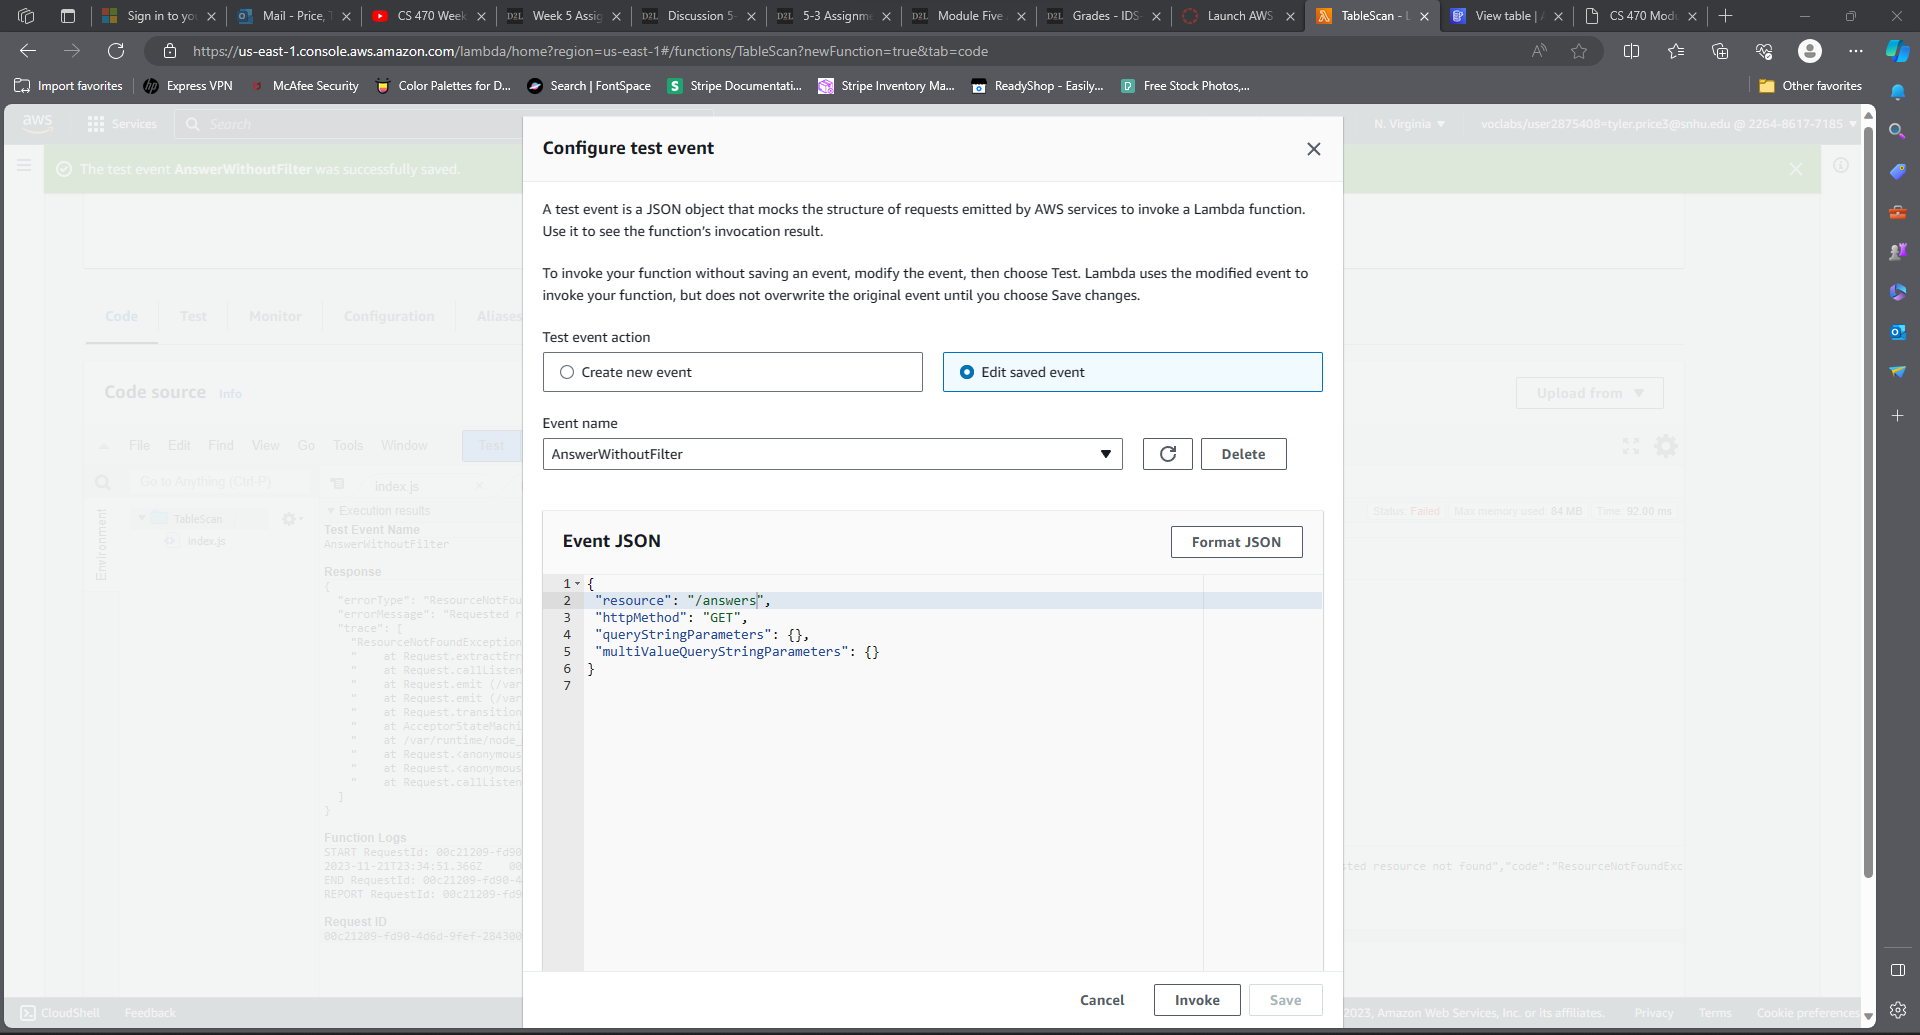 Sign in to yo
Mail - Price, T
CS 470 Week
D2L Week 5 Assig
D2L Discussion 5-
D2L 5-3 Assignme
D2L Module Five
D2L Grades - IDS-
Launch AWS
TableScan - L
View table | A
CS 470 Modu
https://us-east-1.console.aws.amazon.com/lambda/home?region=us-east-1#/functions/TableScan?newFunction=true&tab=code
Import favorites
Express VPN
McAfee Security
Color Palettes for D...
Search | FontSpace
Stripe Documentati...
Stripe Inventory Ma...
ReadyShop - Easily...
Free Stock Photos,...
Other favorites
aws
Services
Search
N. Virginia
voclabs/user2875408=tyler.price3@snhu.edu @ 2264-8617-7185
The test event AnswerWithoutFilter was successfully saved.
Configure test event
A test event is a JSON object that mocks the structure of requests emitted by AWS services to invoke a Lambda function.
Use it to see the function's invocation result.
To invoke your function without saving an event, modify the event, then choose Test. Lambda uses the modified event to
invoke your function, but does not overwrite the original event until you choose Save changes.
Code
Test
Monitor
Configuration
Aliases
Test event action
Create new event
Edit saved event
Code source
Info
Upload from
Event name
AnswerWithoutFilter
Delete
File Edit Find View Go Tools Window
Test
Go to Anything (Ctrl-P)
index.js
Environment
TableScan
index.js
Execution results
Status: Failed
Max memory used: 84 MB
Time: 92.00 ms
Test Event Name
AnswerWithoutFilter
Response
{
"errorType": "ResourceNotFou
"errorMessage": "Requested r
"trace": [
"ResourceNotFoundException
"    at Request.extractErr
"    at Request.callListen
"    at Request.emit (/var
"    at Request.emit (/var
"    at Request.transition
"    at AcceptorStateMachi
"    at /var/runtime/node_
"    at Request.<anonymous
"    at Request.<anonymous
"    at Request.callListen
]
}
Function Logs
START RequestId: 00c21209-fd90
2023-11-21T23:34:51.366Z    00
sted resource not found","code":"ResourceNotFoundExc
END RequestId: 00c21209-fd90-4
REPORT RequestId: 00c21209-fd9
Request ID
00c21209-fd90-4d6d-9fef-284300
Event JSON
Format JSON
1 {
2 "resource": "/answers",
3 "httpMethod": "GET",
4 "queryStringParameters": {},
5 "multiValueQueryStringParameters": {}
6 }
7
Cancel
Invoke
Save
CloudShell
Feedback
2023, Amazon Web Services, Inc. or its affiliates.
Privacy
Terms
Cookie preferences